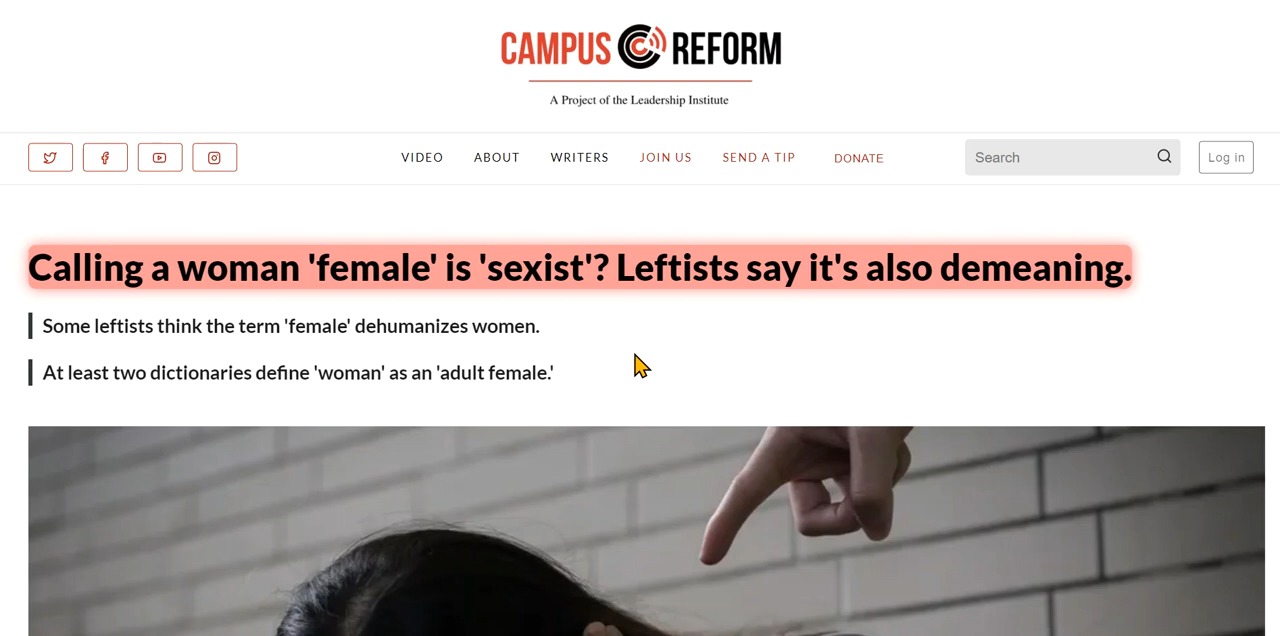 CAMPUS REFORM
A Project of the Leadership Institute
VIDEO ABOUT WRITERS JOIN US SEND A TIP DONATE Search Log in
Calling a woman 'female' is 'sexist'? Leftists say it's also demeaning.
Some leftists think the term 'female' dehumanizes women.
At least two dictionaries define 'woman' as an 'adult female.'